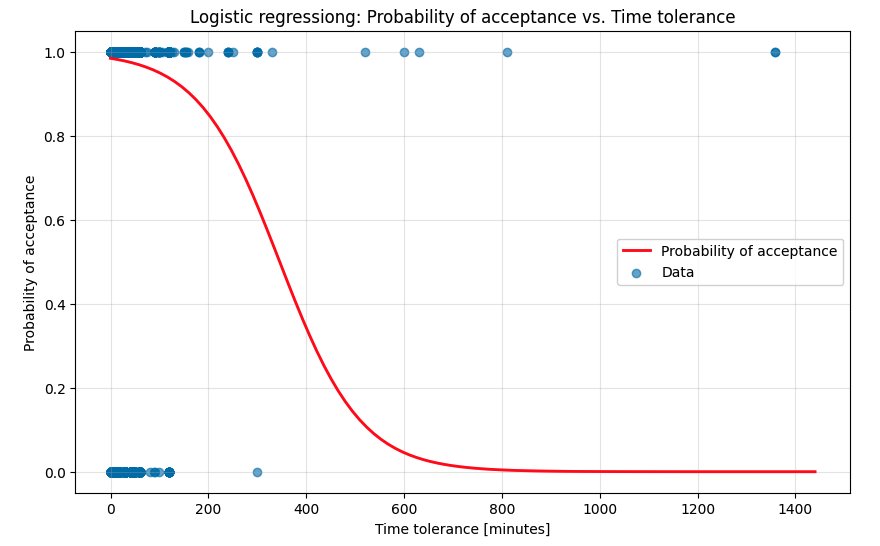 Logistic regressiong: Probability of acceptance vs. Time tolerance
Probability of acceptance
1.0
0.8
0.6
0.4
0.2
0.0
Probability of acceptance
Data
0 200 400 600 800 1000 1200 1400
Time tolerance [minutes]